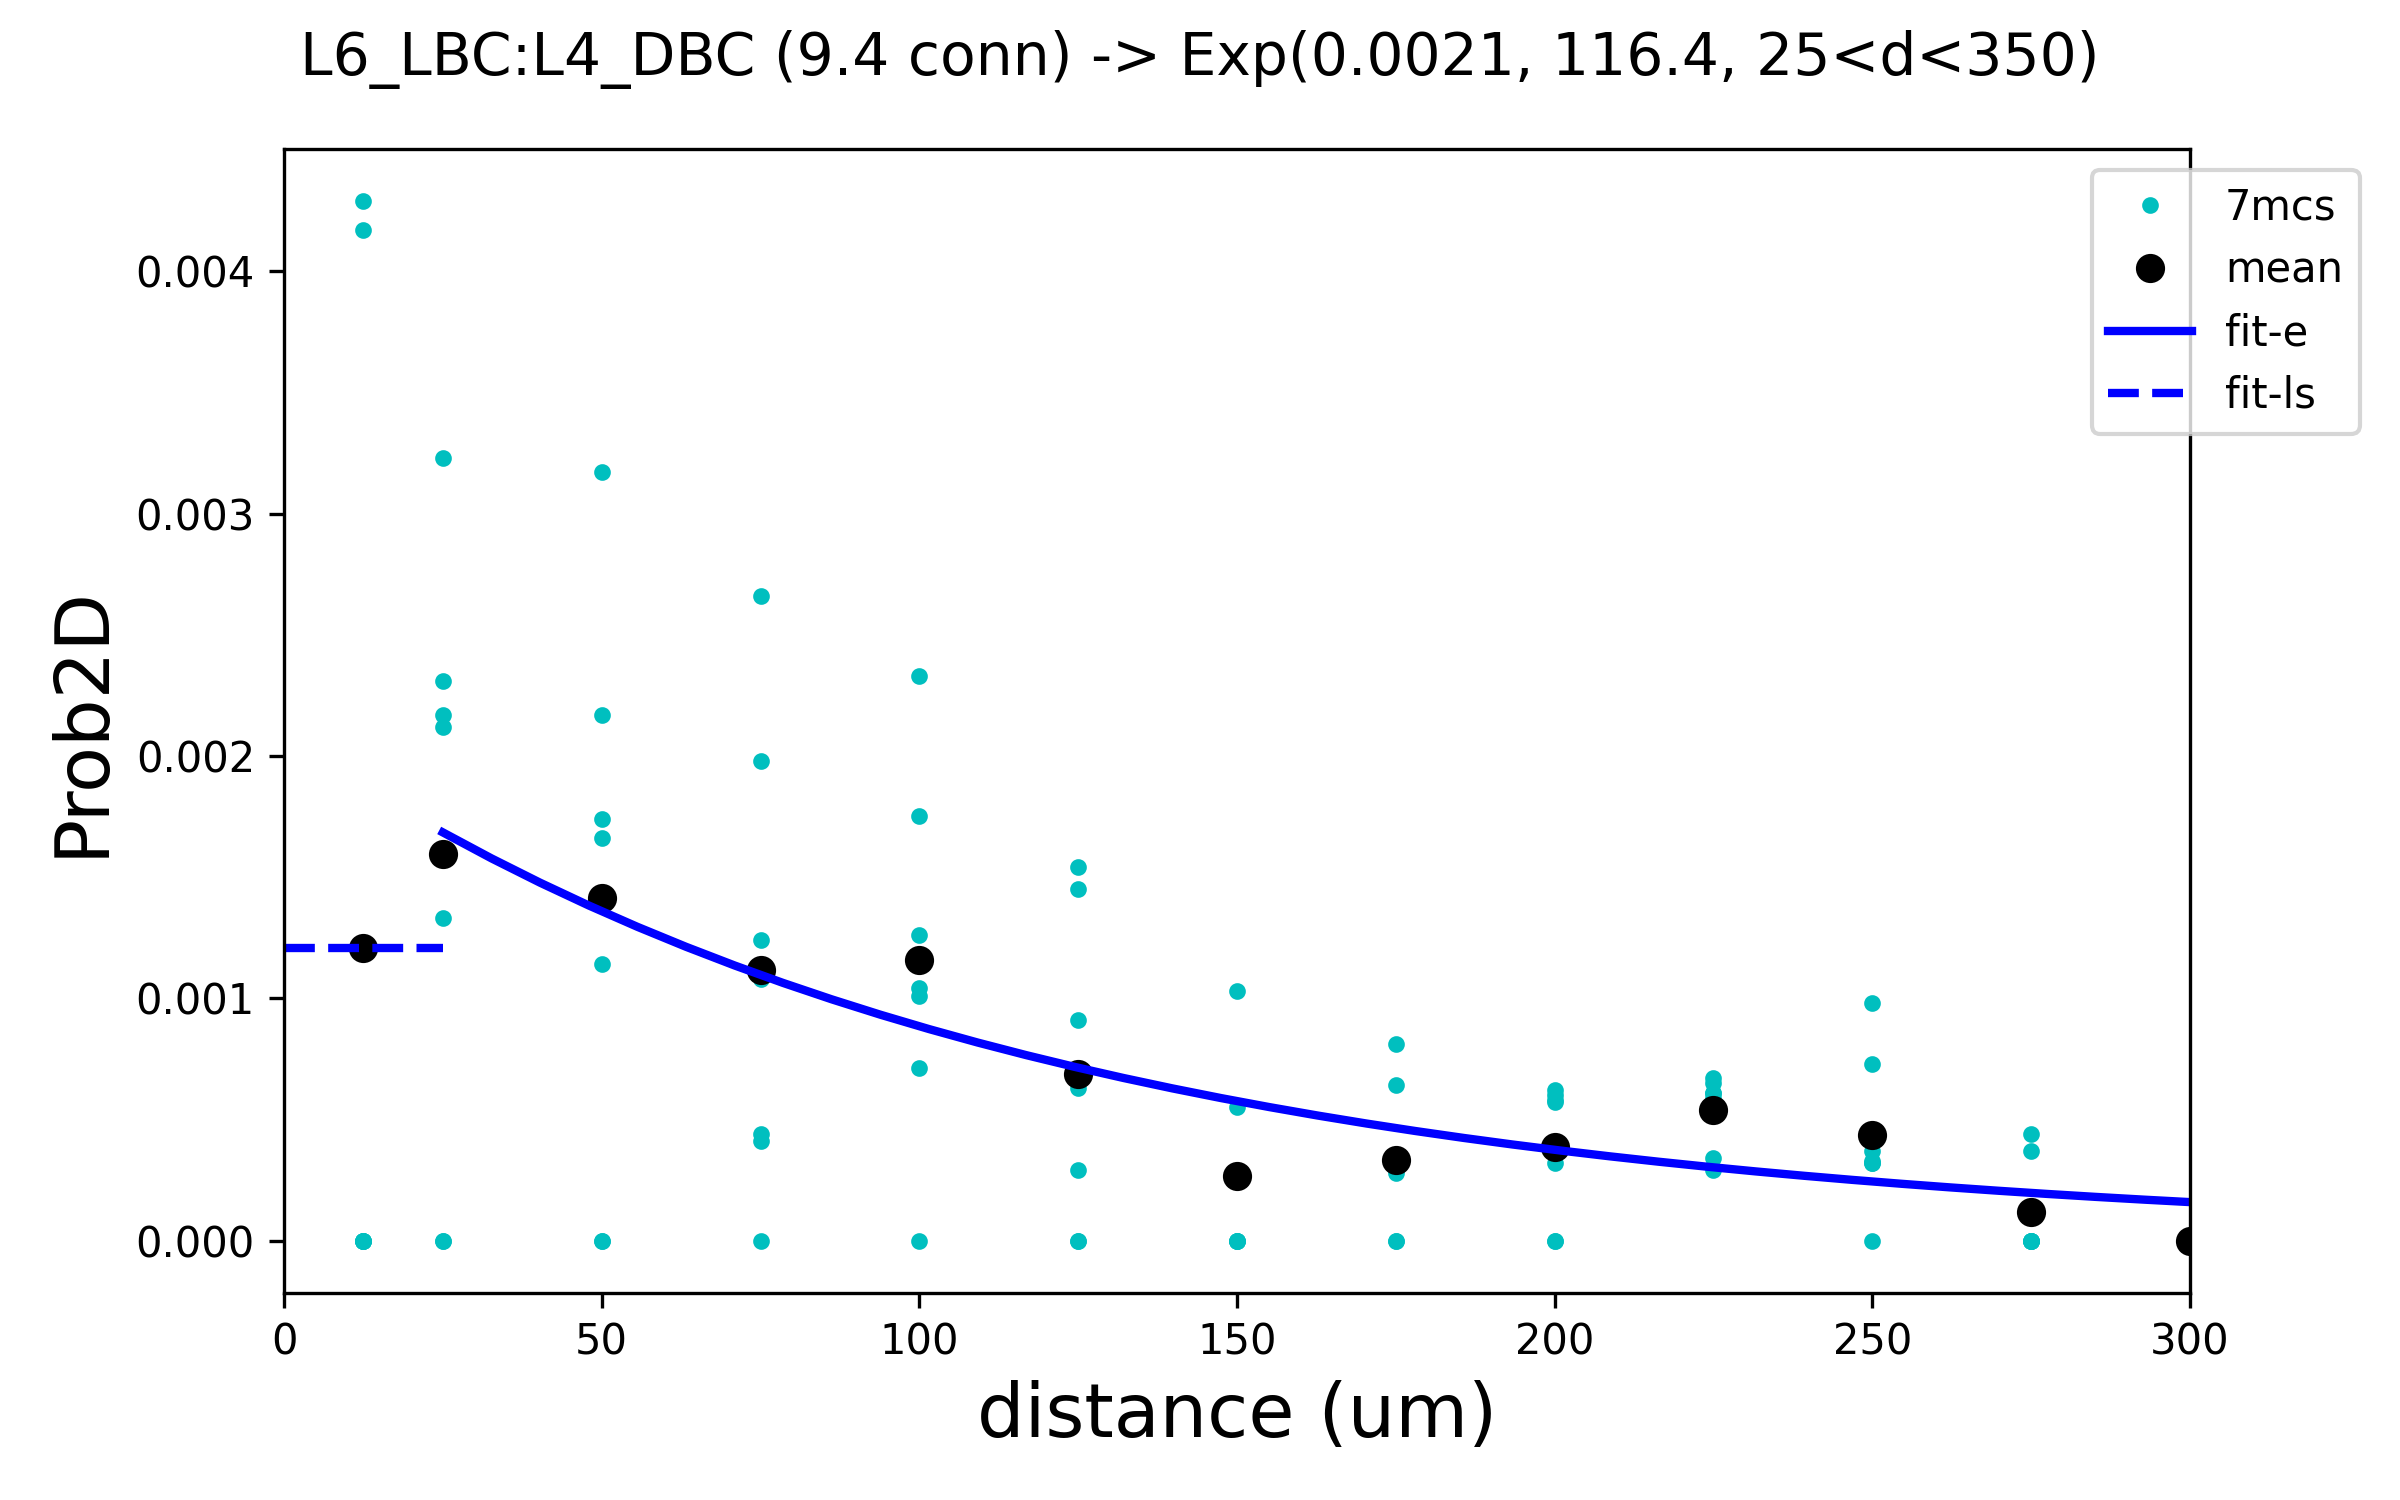 L6_LBC:L4_DBC (9.4 conn) -> Exp(0.0021, 116.4, 25<d<350)
7mcs
mean
fit-e
fit-ls
0.004
0.003
0.002
0.001
0.000
Prob2D
0 50 100 150 200 250 300
distance (um)